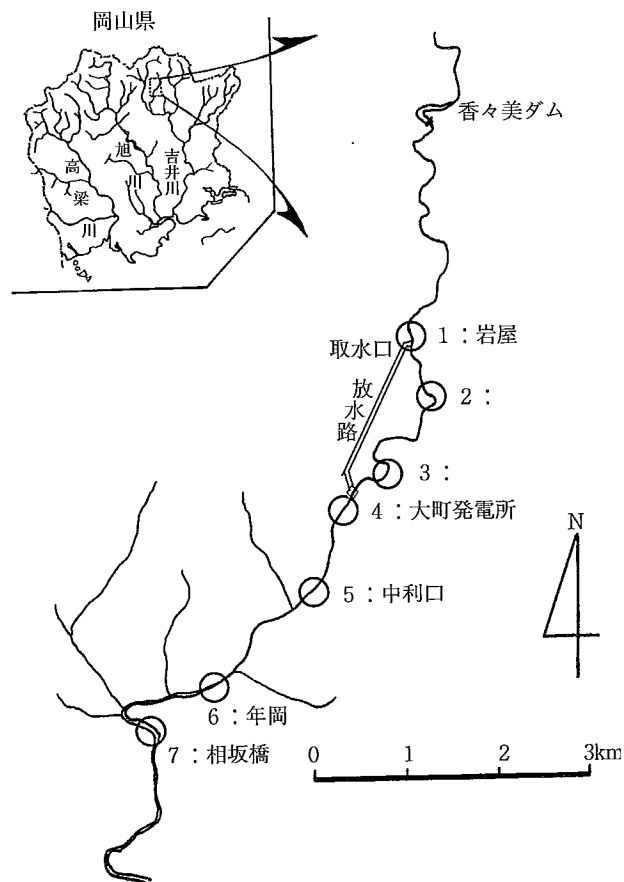 岡山県
高梁川
旭川
吉井川
香々美ダム
取水口
1：岩屋
放水路
2：
3：
4：大町発電所
N
5：中利口
6：年岡
7：相坂橋
0 1 2 3km